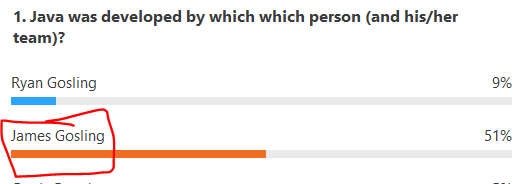 1. Java was developed by which which person (and his/her
team)?
Ryan Gosling 9%
James Gosling 51%